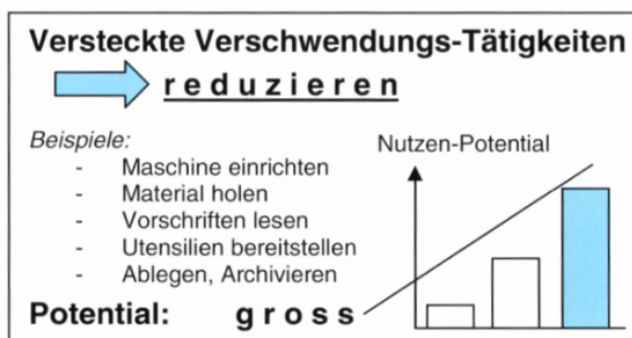 Versteckte Verschwendungs-Tätigkeiten
reduzieren
Beispiele:
- Maschine einrichten
- Material holen
- Vorschriften lesen
- Utensilien bereitstellen
- Ablegen, Archivieren
Nutzen-Potential
Potential: gross